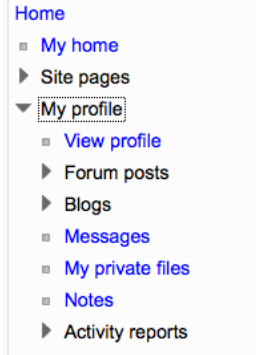 Home
My home
Site pages
My profile
View profile
Forum posts
Blogs
Messages
My private files
Notes
Activity reports